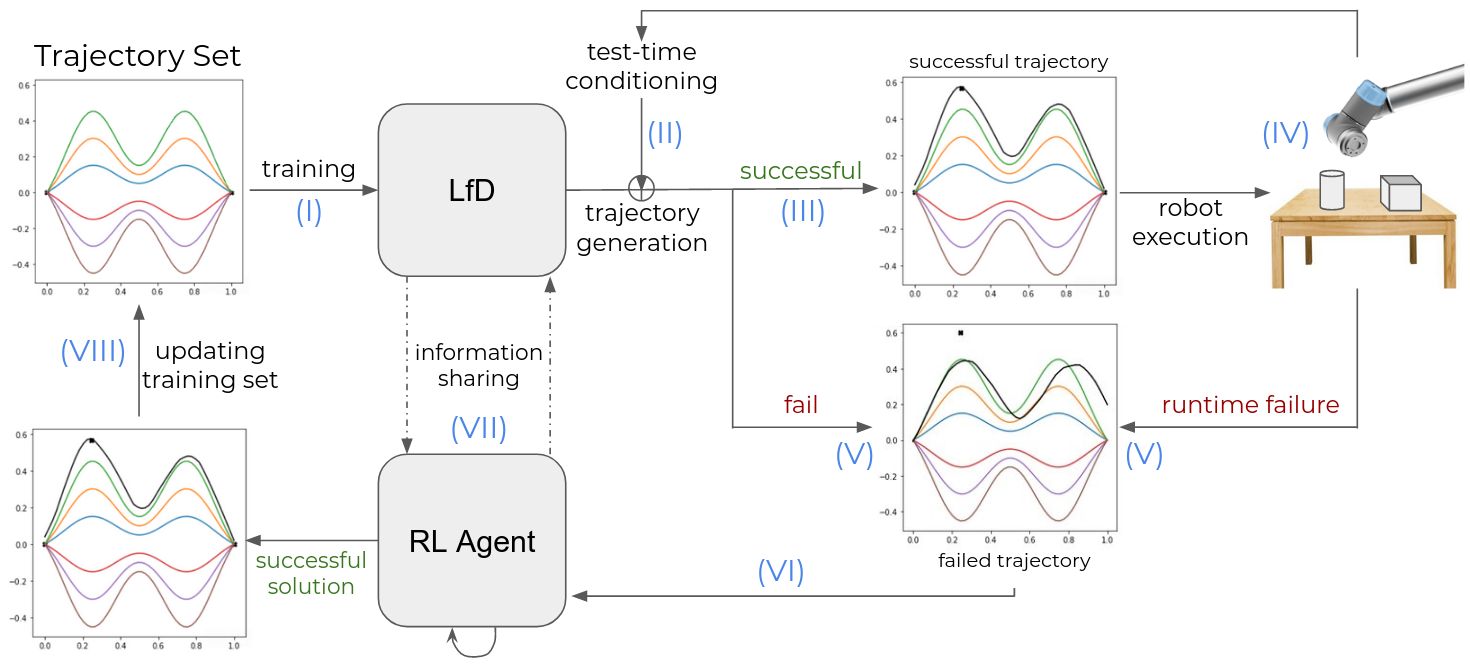 Trajectory Set
0.6
0.4
0.2
0.0
−0.2
−0.4
0.0 0.2 0.4 0.6 0.8 1.0
training
(I)
LfD
test-time
conditioning
(II)
trajectory
generation
successful
(III)
successful trajectory
0.6
0.4
0.2
0.0
−0.2
−0.4
0.0 0.2 0.4 0.6 0.8 1.0
robot
execution
(IV)
fail
(V)
0.6
0.4
0.2
0.0
−0.2
−0.4
0.0 0.2 0.4 0.6 0.8 1.0
failed trajectory
runtime failure
(V)
(VI)
information
sharing
(VII)
RL Agent
successful
solution
0.6
0.4
0.2
0.0
−0.2
−0.4
0.0 0.2 0.4 0.6 0.8 1.0
(VIII)
updating
training set